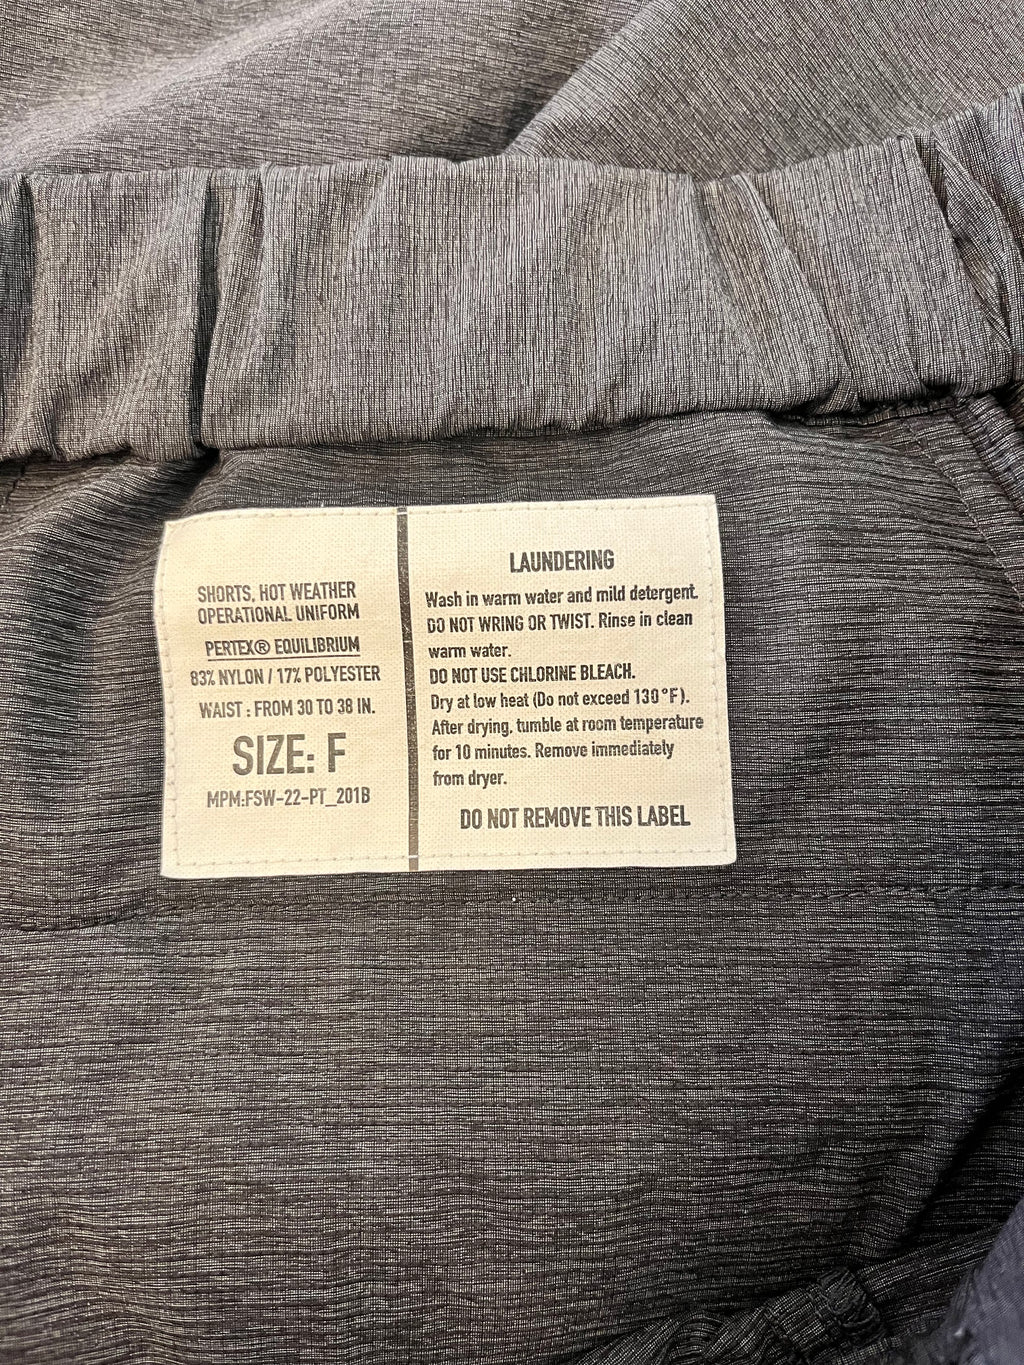 SHORTS, HOT WEATHER
OPERATIONAL UNIFORM
PERTEX® EQUILIBRIUM
83% NYLON / 17% POLYESTER
WAIST : FROM 30 TO 38 IN.
SIZE: F
MPM:FSW-22-PT_201B
LAUNDERING
Wash in warm water and mild detergent.
DO NOT WRING OR TWIST. Rinse in clean
warm water.
DO NOT USE CHLORINE BLEACH.
Dry at low heat (Do not exceed 130°F).
After drying, tumble at room temperature
for 10 minutes. Remove immediately
from dryer.
DO NOT REMOVE THIS LABEL